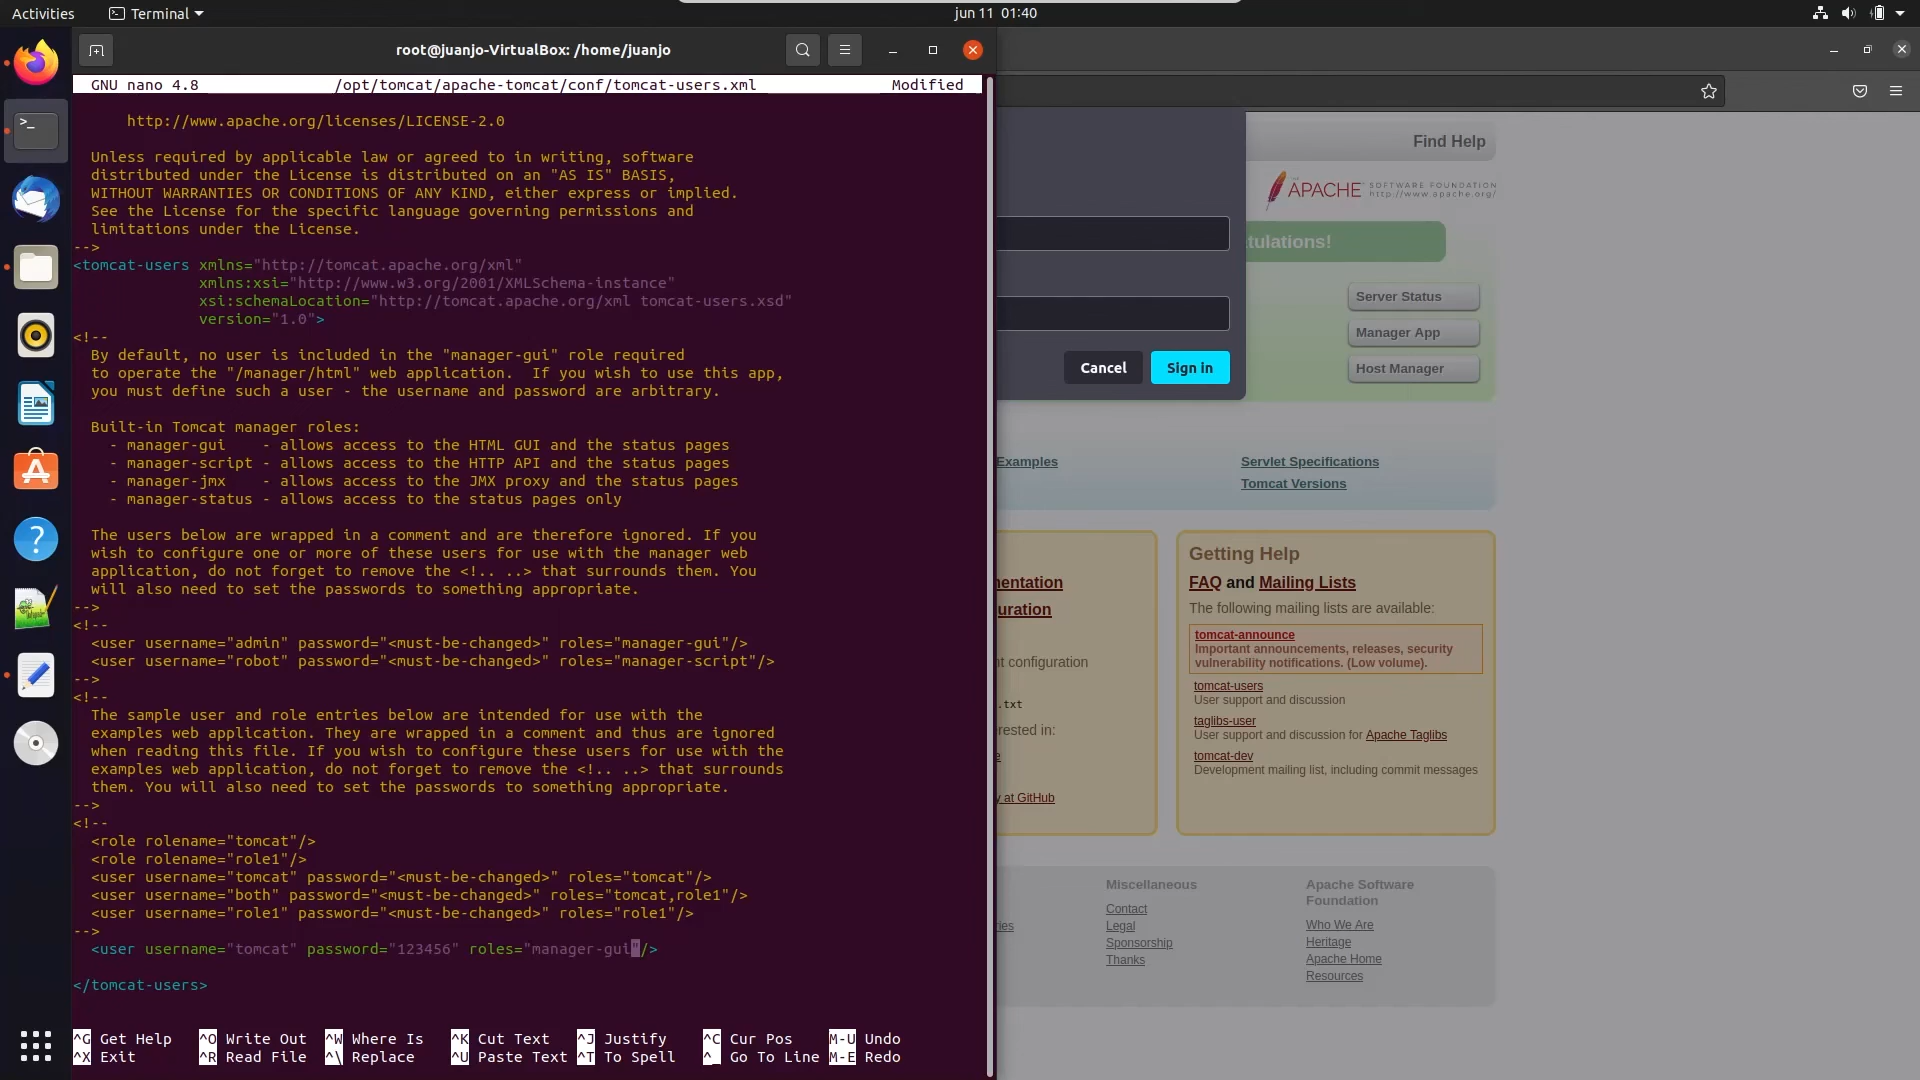 Activities
Terminal
jun 11 01:40
root@juanjo-VirtualBox: /home/juanjo
GNU nano 4.8 /opt/tomcat/apache-tomcat/conf/tomcat-users.xml Modified
http://www.apache.org/licenses/LICENSE-2.0
Unless required by applicable law or agreed to in writing, software
distributed under the License is distributed on an "AS IS" BASIS,
WITHOUT WARRANTIES OR CONDITIONS OF ANY KIND, either express or implied.
See the License for the specific language governing permissions and
limitations under the License.
-->
<tomcat-users xmlns="http://tomcat.apache.org/xml"
xmlns:xsi="http://www.w3.org/2001/XMLSchema-instance"
xsi:schemaLocation="http://tomcat.apache.org/xml tomcat-users.xsd"
version="1.0">
<!--
By default, no user is included in the "manager-gui" role required
to operate the "/manager/html" web application.  If you wish to use this app,
you must define such a user - the username and password are arbitrary.
Built-in Tomcat manager roles:
- manager-gui    - allows access to the HTML GUI and the status pages
- manager-script - allows access to the HTTP API and the status pages
- manager-jmx    - allows access to the JMX proxy and the status pages
- manager-status - allows access to the status pages only
The users below are wrapped in a comment and are therefore ignored. If you
wish to configure one or more of these users for use with the manager web
application, do not forget to remove the <!.. ..> that surrounds them. You
will also need to set the passwords to something appropriate.
-->
<!--
<user username="admin" password="<must-be-changed>" roles="manager-gui"/>
<user username="robot" password="<must-be-changed>" roles="manager-script"/>
-->
<!--
The sample user and role entries below are intended for use with the
examples web application. They are wrapped in a comment and thus are ignored
when reading this file. If you wish to configure these users for use with the
examples web application, do not forget to remove the <!.. ..> that surrounds
them. You will also need to set the passwords to something appropriate.
-->
<!--
<role rolename="tomcat"/>
<role rolename="role1"/>
<user username="tomcat" password="<must-be-changed>" roles="tomcat"/>
<user username="both" password="<must-be-changed>" roles="tomcat,role1"/>
<user username="role1" password="<must-be-changed>" roles="role1"/>
-->
<user username="tomcat" password="123456" roles="manager-gui"/>
</tomcat-users>
^G Get Help ^O Write Out ^W Where Is ^K Cut Text ^J Justify ^C Cur Pos M-U Undo
^X Exit ^R Read File ^\ Replace ^U Paste Text ^T To Spell ^_ Go To Line M-E Redo
Find Help
APACHE SOFTWARE FOUNDATION
http://www.apache.org/
tulations!
Server Status
Manager App
Host Manager
Cancel
Sign in
Examples
Servlet Specifications
Tomcat Versions
nentation
uration
nt configuration
.txt
erested in:
e
y at GitHub
Getting Help
FAQ and Mailing Lists
The following mailing lists are available:
tomcat-announce
Important announcements, releases, security
vulnerability notifications. (Low volume).
tomcat-users
User support and discussion
taglibs-user
User support and discussion for Apache Taglibs
tomcat-dev
Development mailing list, including commit messages
ries
Miscellaneous
Contact
Legal
Sponsorship
Thanks
Apache Software
Foundation
Who We Are
Heritage
Apache Home
Resources